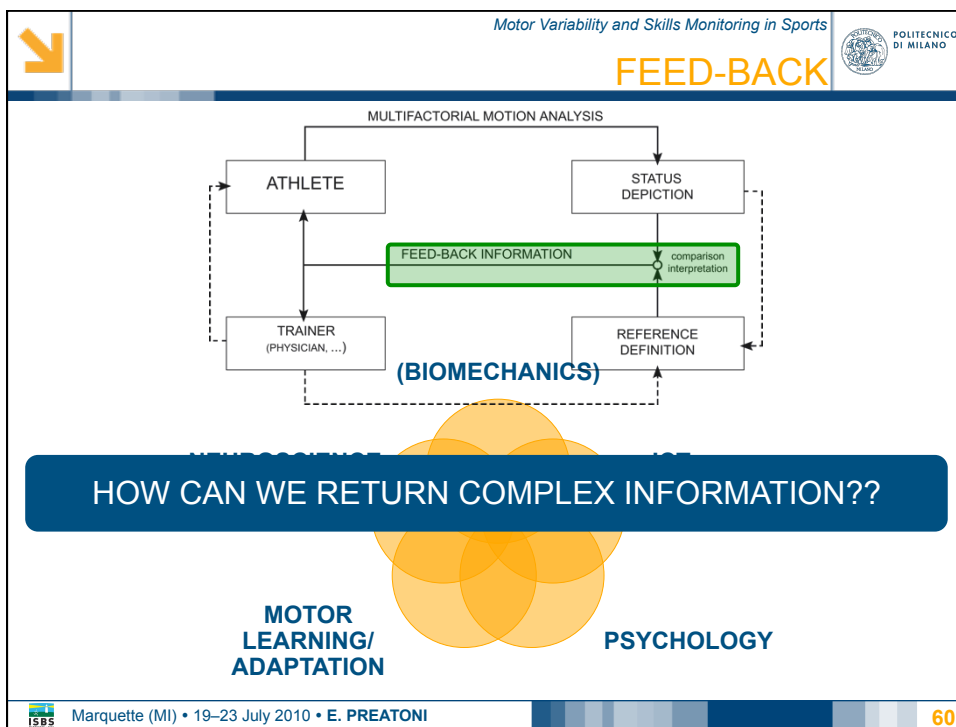 Motor Variability and Skills Monitoring in Sports
FEED-BACK
POLITECNICO
DI MILANO
MULTIFACTORIAL MOTION ANALYSIS
ATHLETE
STATUS
DEPICTION
FEED-BACK INFORMATION
comparison
interpretation
TRAINER
(PHYSICIAN, ...)
REFERENCE
DEFINITION
(BIOMECHANICS)
HOW CAN WE RETURN COMPLEX INFORMATION??
MOTOR
LEARNING/
ADAPTATION
PSYCHOLOGY
ISBS
Marquette (MI) • 19–23 July 2010 • E. PREATONI
60